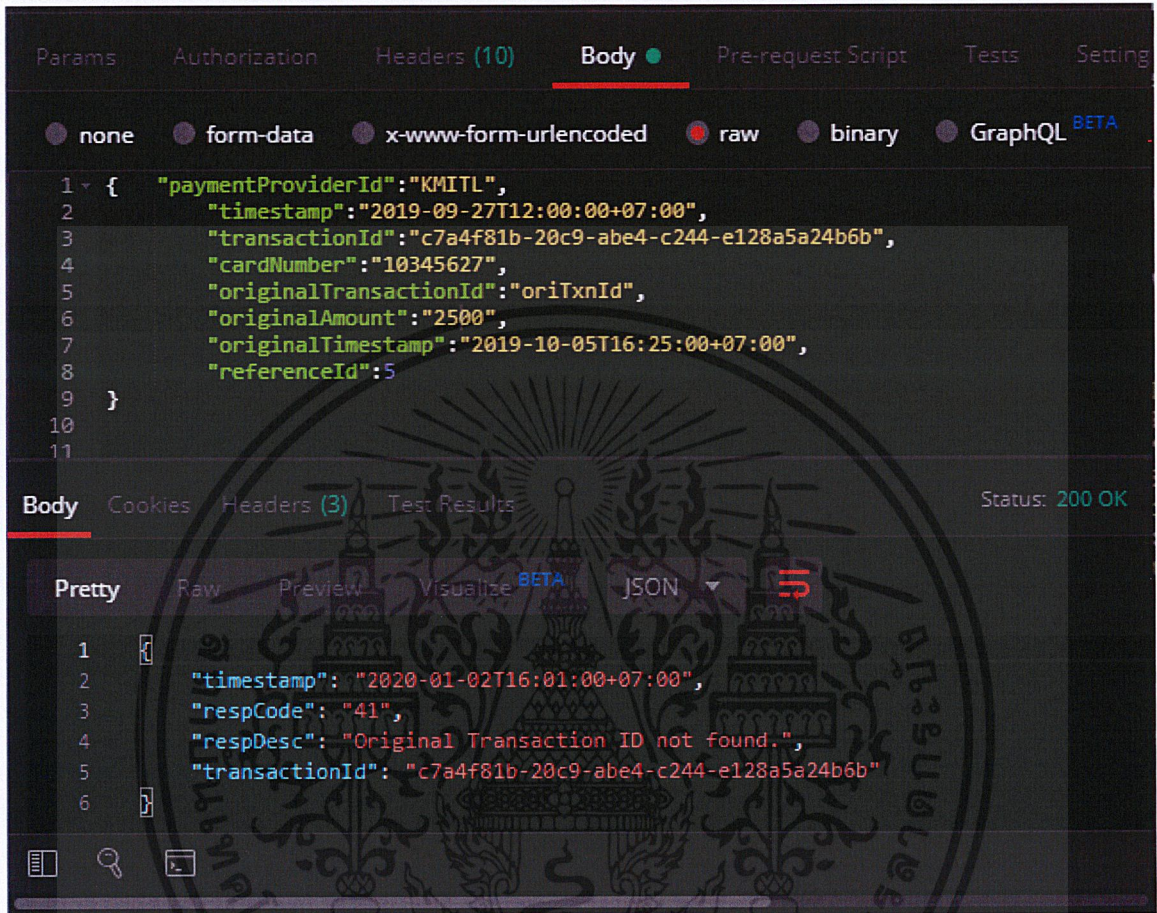 Params Authorization Headers (10) Body Pre-request Script Tests Setting
none form-data x-www-form-urlencoded raw binary GraphQL BETA
1 { "paymentProviderId":"KMITL",
2 "timestamp":"2019-09-27T12:00:00+07:00",
3 "transactionId":"c7a4f81b-20c9-abe4-c244-e128a5a24b6b",
4 "cardNumber":"10345627",
5 "originalTransactionId":"oriTxnId",
6 "originalAmount":"2500",
7 "originalTimestamp":"2019-10-05T16:25:00+07:00",
8 "referenceId":5
9 }
10
11
Body Cookies Headers (3) Test Results Status: 200 OK
Pretty Raw Preview Visualize BETA JSON
1 {
2 "timestamp": "2020-01-02T16:01:00+07:00",
3 "respCode": "41",
4 "respDesc": "Original Transaction ID not found.",
5 "transactionId": "c7a4f81b-20c9-abe4-c244-e128a5a24b6b"
6 }